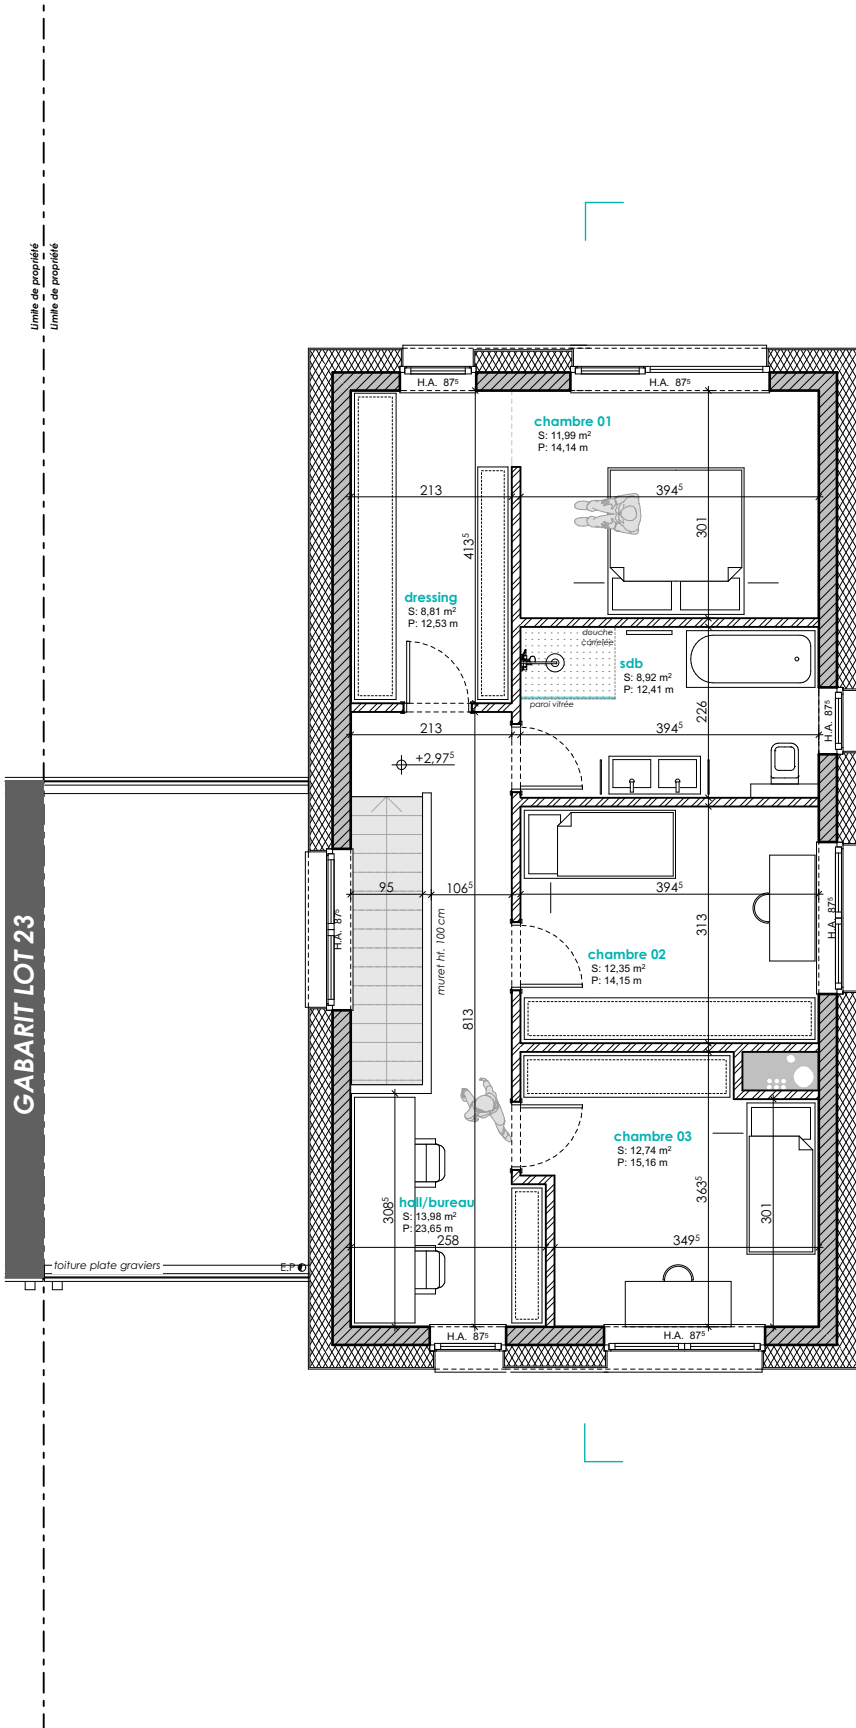 Limite de propriété
Limite de propriété
H.A. 87⁵
H.A. 87⁵
chambre 01
S: 11,99 m²
P: 14,14 m
213
394⁵
301
413⁵
dressing
S: 8,81 m²
P: 12,53 m
douche
carrelée
sdb
S: 8,92 m²
P: 12,41 m
paroi vitrée
226
H.A. 87⁵
213
394⁵
+2,97⁵
95
106⁵
394⁵
muret ht. 100 cm
H.A. 87⁵
313
H.A. 87⁵
chambre 02
S: 12,35 m²
P: 14,15 m
GABARIT LOT 23
813
chambre 03
S: 12,74 m²
P: 15,16 m
hall/bureau
S: 13,98 m²
P: 23,65 m
308⁵
363⁵
301
258
349⁵
toiture plate graviers
E.P
H.A. 87⁵
H.A. 87⁵
IT LOT 23